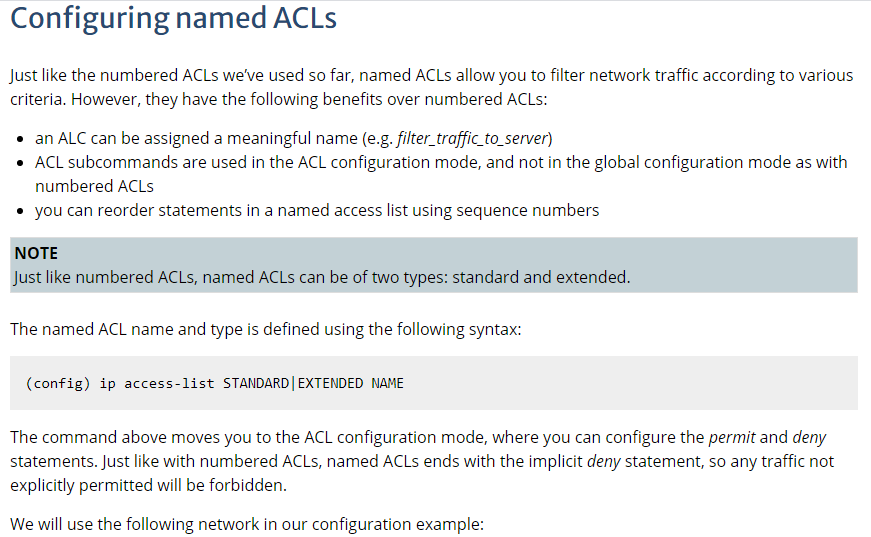 Configuring named ACLs
Just like the numbered ACLs we've used so far, named ACLs allow you to filter network traffic according to various
criteria. However, they have the following benefits over numbered ACLs:
• an ALC can be assigned a meaningful name (e.g. filter_traffic_to_server)
• ACL subcommands are used in the ACL configuration mode, and not in the global configuration mode as with
numbered ACLs
• you can reorder statements in a named access list using sequence numbers
NOTE
Just like numbered ACLs, named ACLs can be of two types: standard and extended.
The named ACL name and type is defined using the following syntax:
(config) ip access-list STANDARD|EXTENDED NAME
The command above moves you to the ACL configuration mode, where you can configure the permit and deny
statements. Just like with numbered ACLs, named ACLs ends with the implicit deny statement, so any traffic not
explicitly permitted will be forbidden.
We will use the following network in our configuration example: